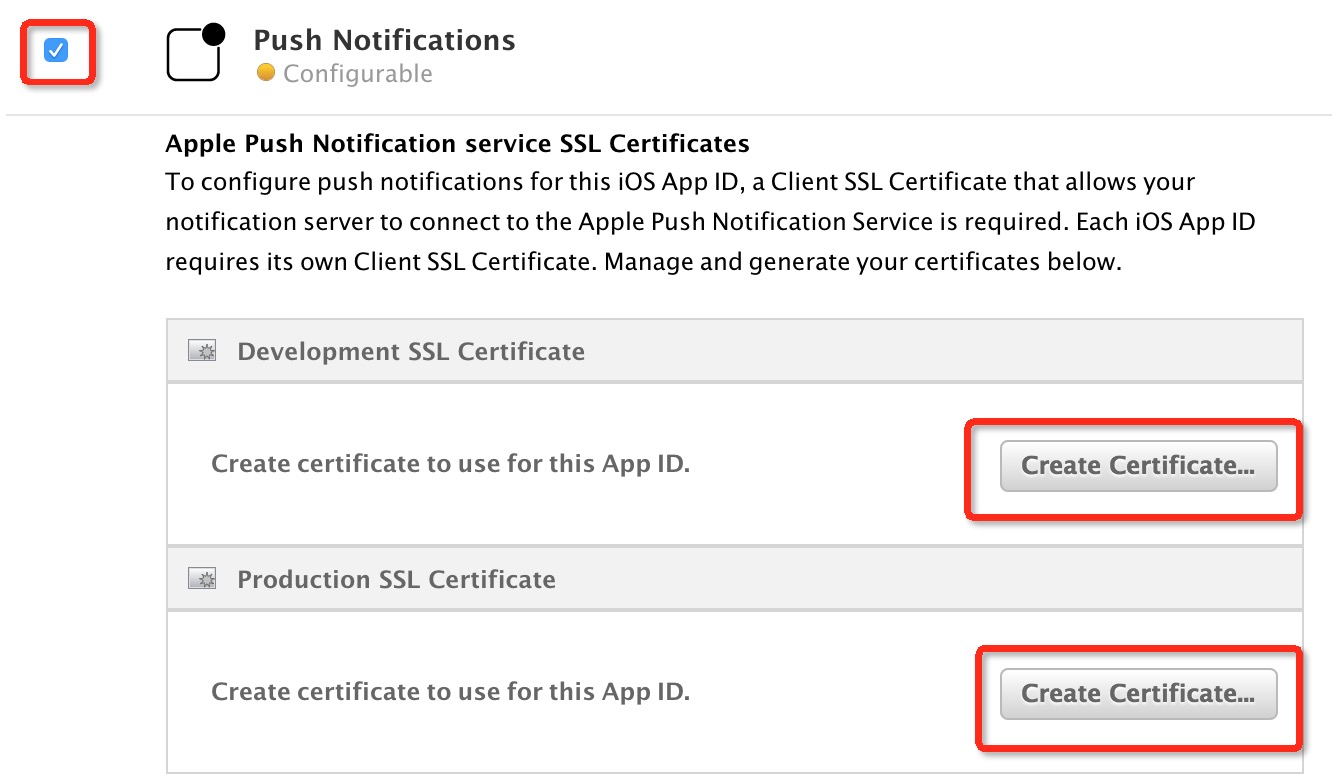 Push Notifications
Configurable
Apple Push Notification service SSL Certificates
To configure push notifications for this iOS App ID, a Client SSL Certificate that allows your
notification server to connect to the Apple Push Notification Service is required. Each iOS App ID
requires its own Client SSL Certificate. Manage and generate your certificates below.
Development SSL Certificate
Create certificate to use for this App ID.
Create Certificate...
Production SSL Certificate
Create certificate to use for this App ID.
Create Certificate...